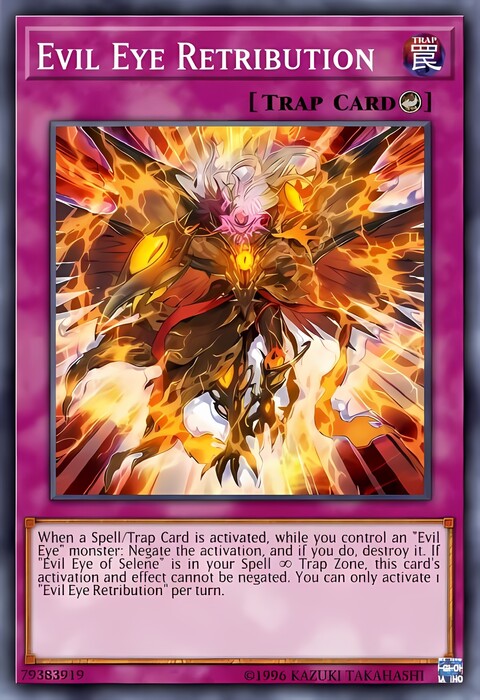 EVIL EYE RETRIBUTION
TRAP
罠
[TRAP CARD]
When a Spell/Trap Card is activated, while you control an "Evil
Eye" monster: Negate the activation, and if you do, destroy it. If
"Evil Eye of Selene" is in your Spell ∞ Trap Zone, this card's
activation and effect cannot be negated. You can only activate 1
"Evil Eye Retribution" per turn.
79383919
©1996 KAZUKI TAKAHASHI